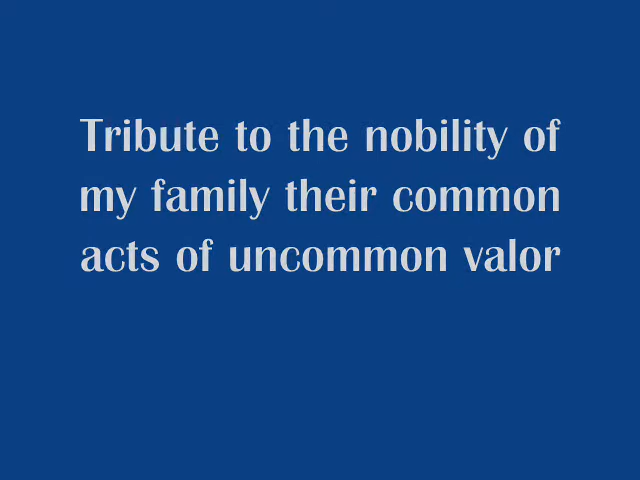 Tribute to the nobility of
my family their common
acts of uncommon valor